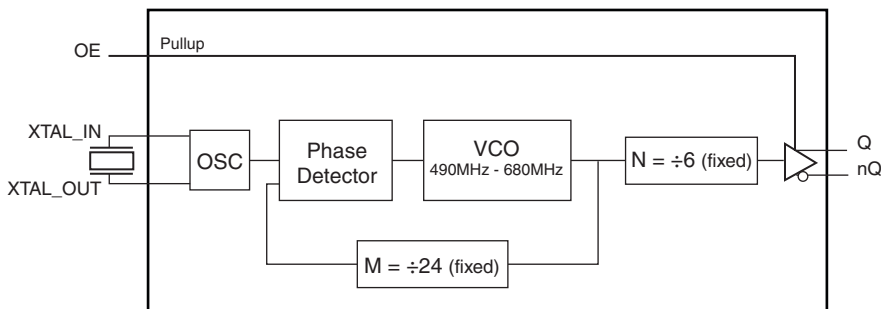 OE
Pullup
XTAL_IN
XTAL_OUT
OSC
Phase
Detector
VCO
490MHz - 680MHz
N = ÷6 (fixed)
Q
nQ
M = ÷24 (fixed)